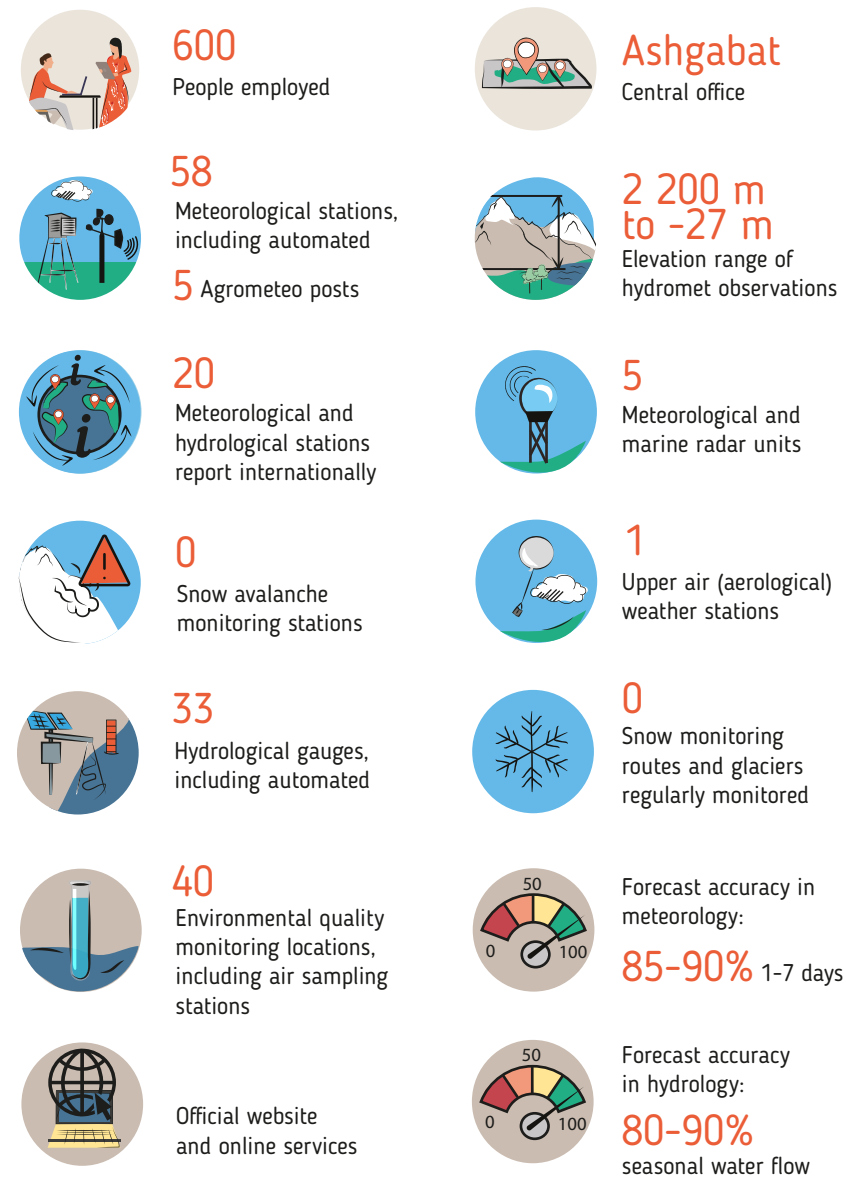 600
People employed
Ashgabat
Central office
58
Meteorological stations,
including automated
5 Agrometeo posts
2 200 m
to -27 m
Elevation range of
hydromet observations
i
i
20
Meteorological and
hydrological stations
report internationally
5
Meteorological and
marine radar units
!
0
Snow avalanche
monitoring stations
1
Upper air (aerological)
weather stations
33
Hydrological gauges,
including automated
0
Snow monitoring
routes and glaciers
regularly monitored
40
Environmental quality
monitoring locations,
including air sampling
stations
50
0
100
Forecast accuracy in
meteorology:
85-90% 1-7 days
Official website
and online services
50
0
100
Forecast accuracy
in hydrology:
80-90%
seasonal water flow